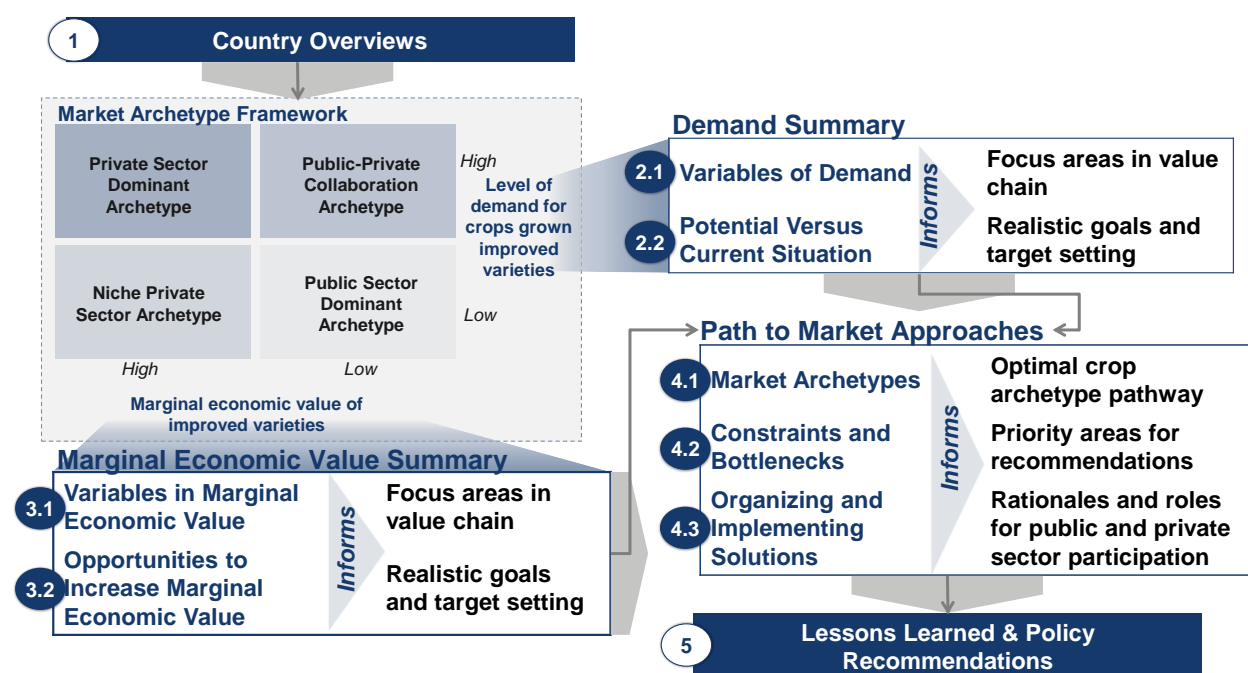 1
Country Overviews
Market Archetype Framework
Private Sector
Dominant
Archetype
Public-Private
Collaboration
Archetype
High
Level of
demand for
crops grown
improved
varieties
Niche Private
Sector Archetype
Public Sector
Dominant
Archetype
Low
High
Low
Marginal economic value of
improved varieties
Demand Summary
2.1
Variables of Demand
2.2
Potential Versus
Current Situation
Informs
Focus areas in value
chain
Realistic goals and
target setting
Marginal Economic Value Summary
3.1
Variables in Marginal
Economic Value
3.2
Opportunities to
Increase Marginal
Economic Value
Informs
Focus areas in
value chain
Realistic goals
and target setting
Path to Market Approaches
4.1
Market Archetypes
4.2
Constraints and
Bottlenecks
4.3
Organizing and
Implementing
Solutions
Informs
Optimal crop
archetype pathway
Priority areas for
recommendations
Rationales and roles
for public and private
sector participation
5
Lessons Learned & Policy
Recommendations